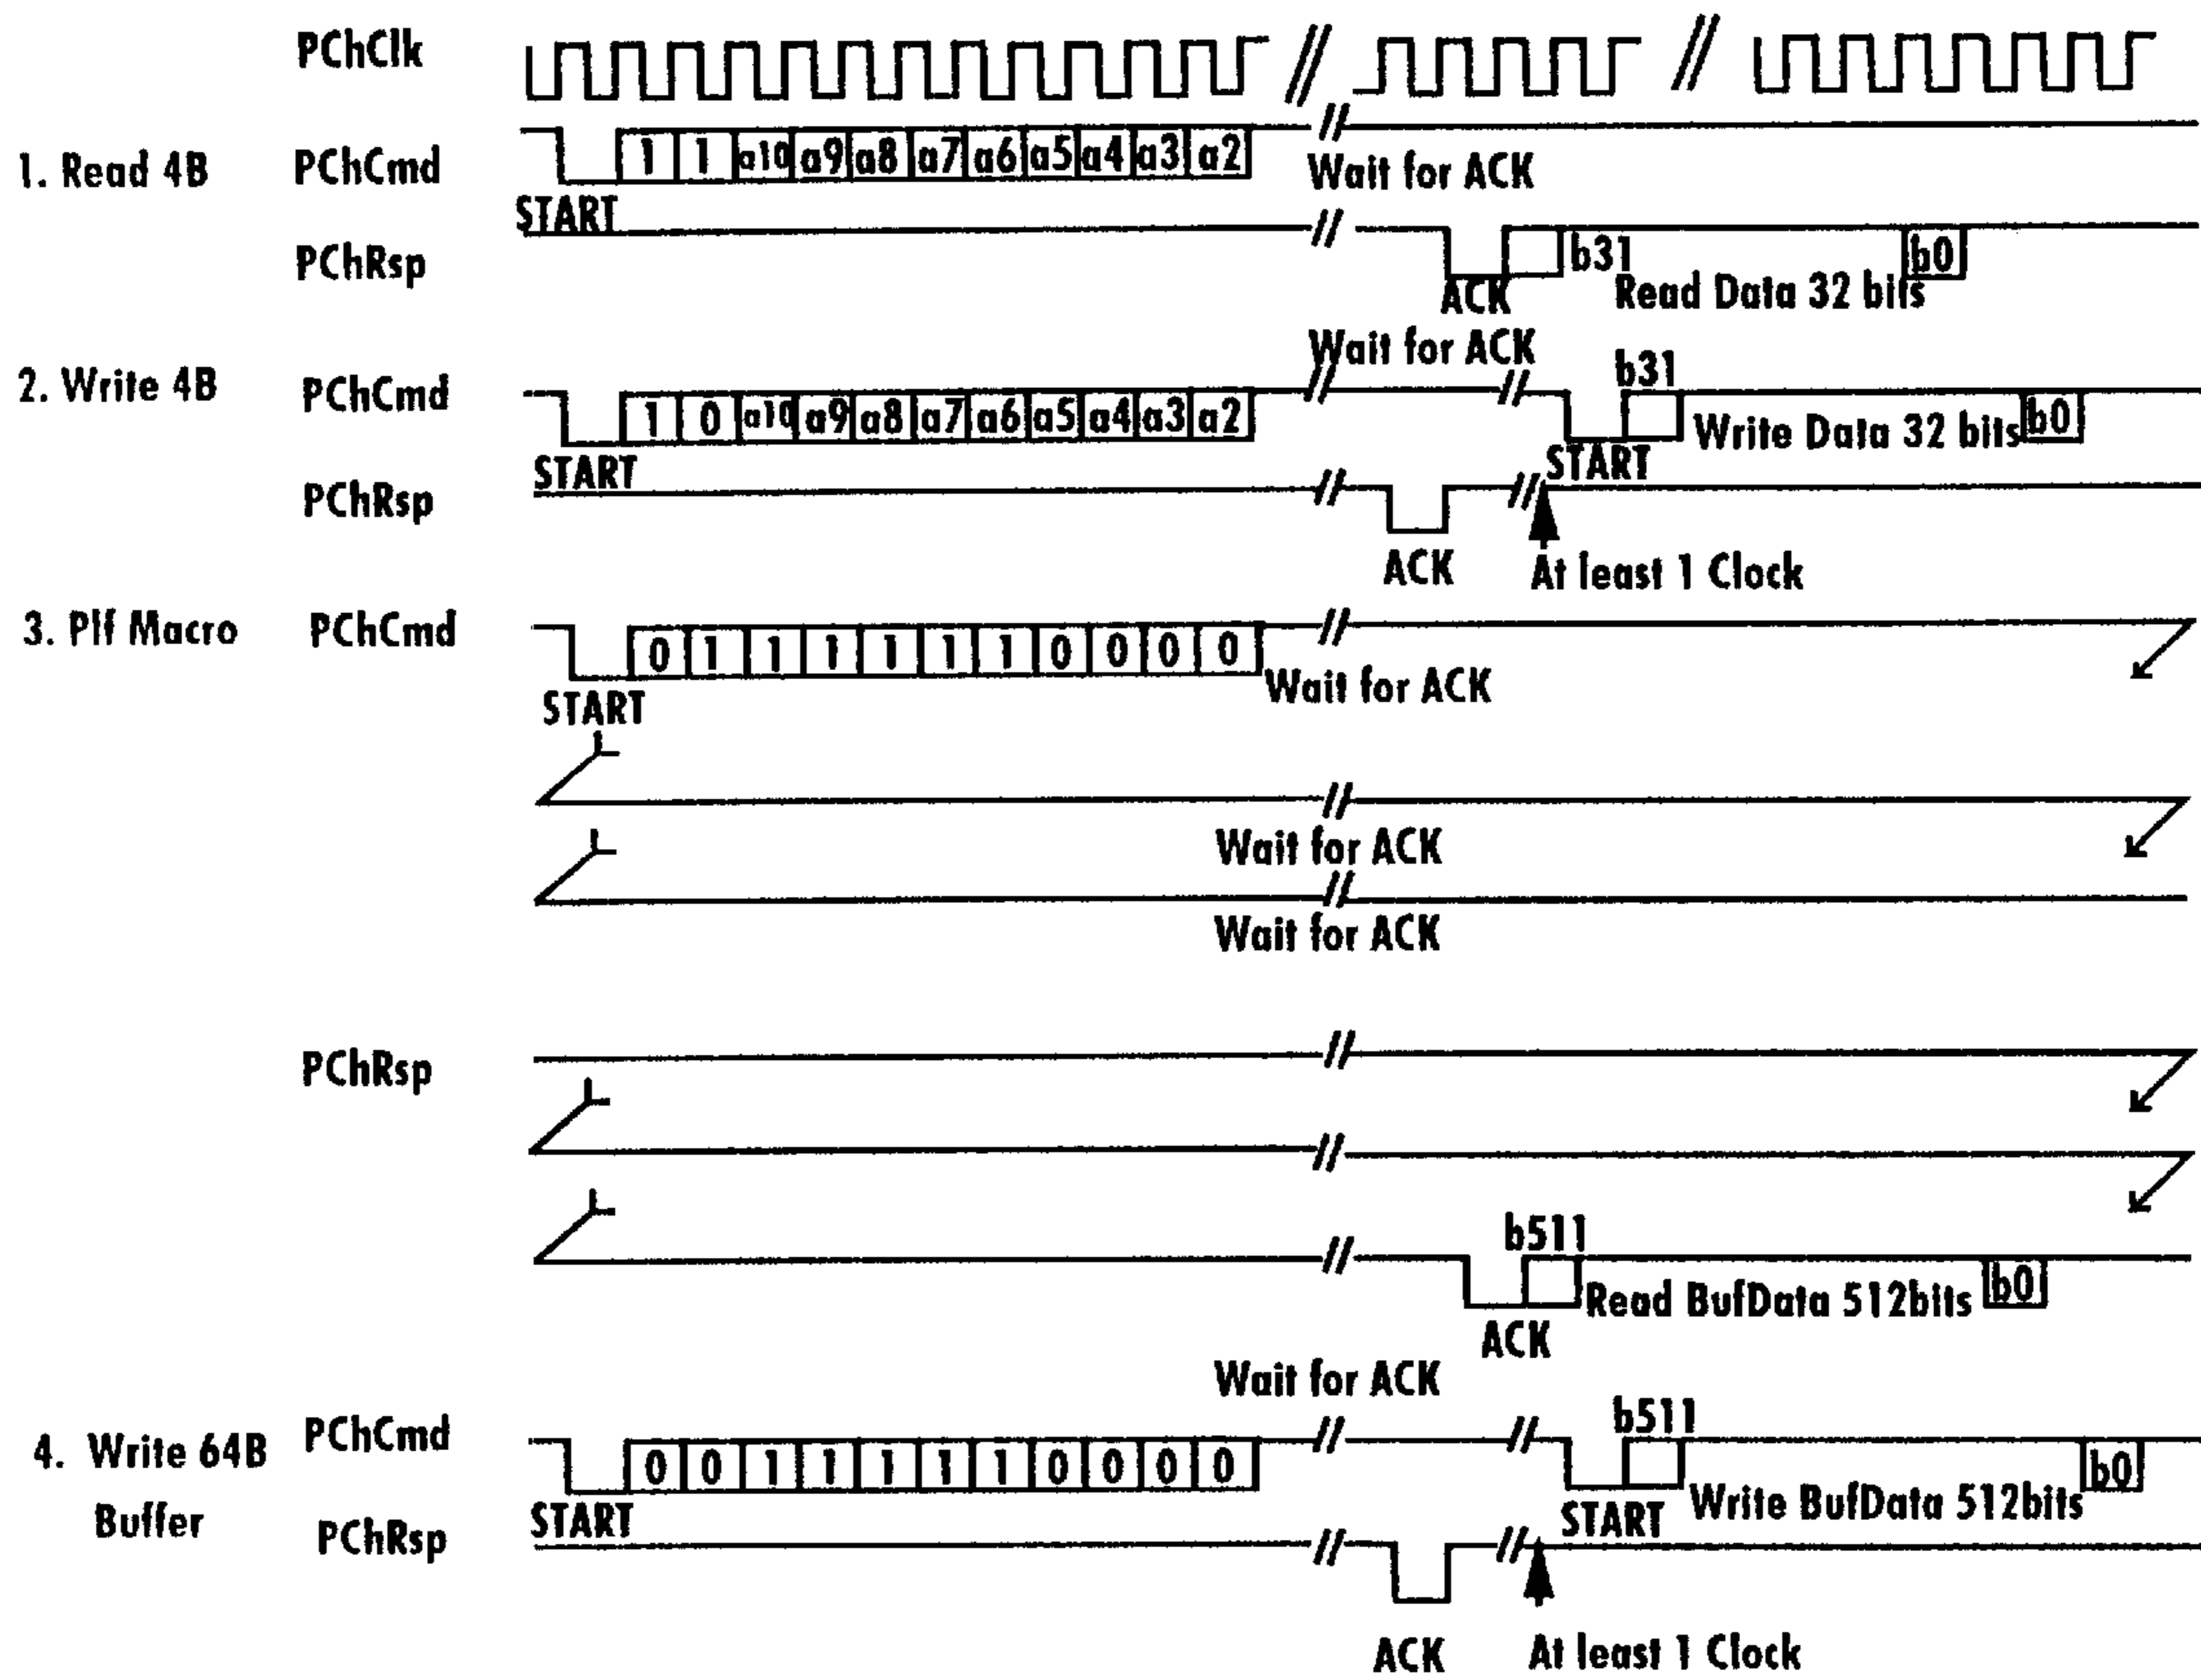 PChClk
1. Read 4B PChCmd 1 1 a10 a9 a8 a7 a6 a5 a4 a3 a2 Wait for ACK
START
PChRsp b31 b0
ACK Read Data 32 bits
Wait for ACK
b31
2. Write 4B PChCmd 1 0 a10 a9 a8 a7 a6 a5 a4 a3 a2 Write Data 32 bits b0
START START
PChRsp
ACK At least 1 Clock
3. Plf Macro PChCmd 0 1 1 1 1 1 1 0 0 0 0
Wait for ACK
START
Wait for ACK
Wait for ACK
PChRsp
b511
Read BufData 512bits b0
ACK
Wait for ACK
b511
4. Write 64B PChCmd 0 0 1 1 1 1 1 0 0 0 0 b0
Buffer START START Write BufData 512bits
PChRsp
ACK At least 1 Clock